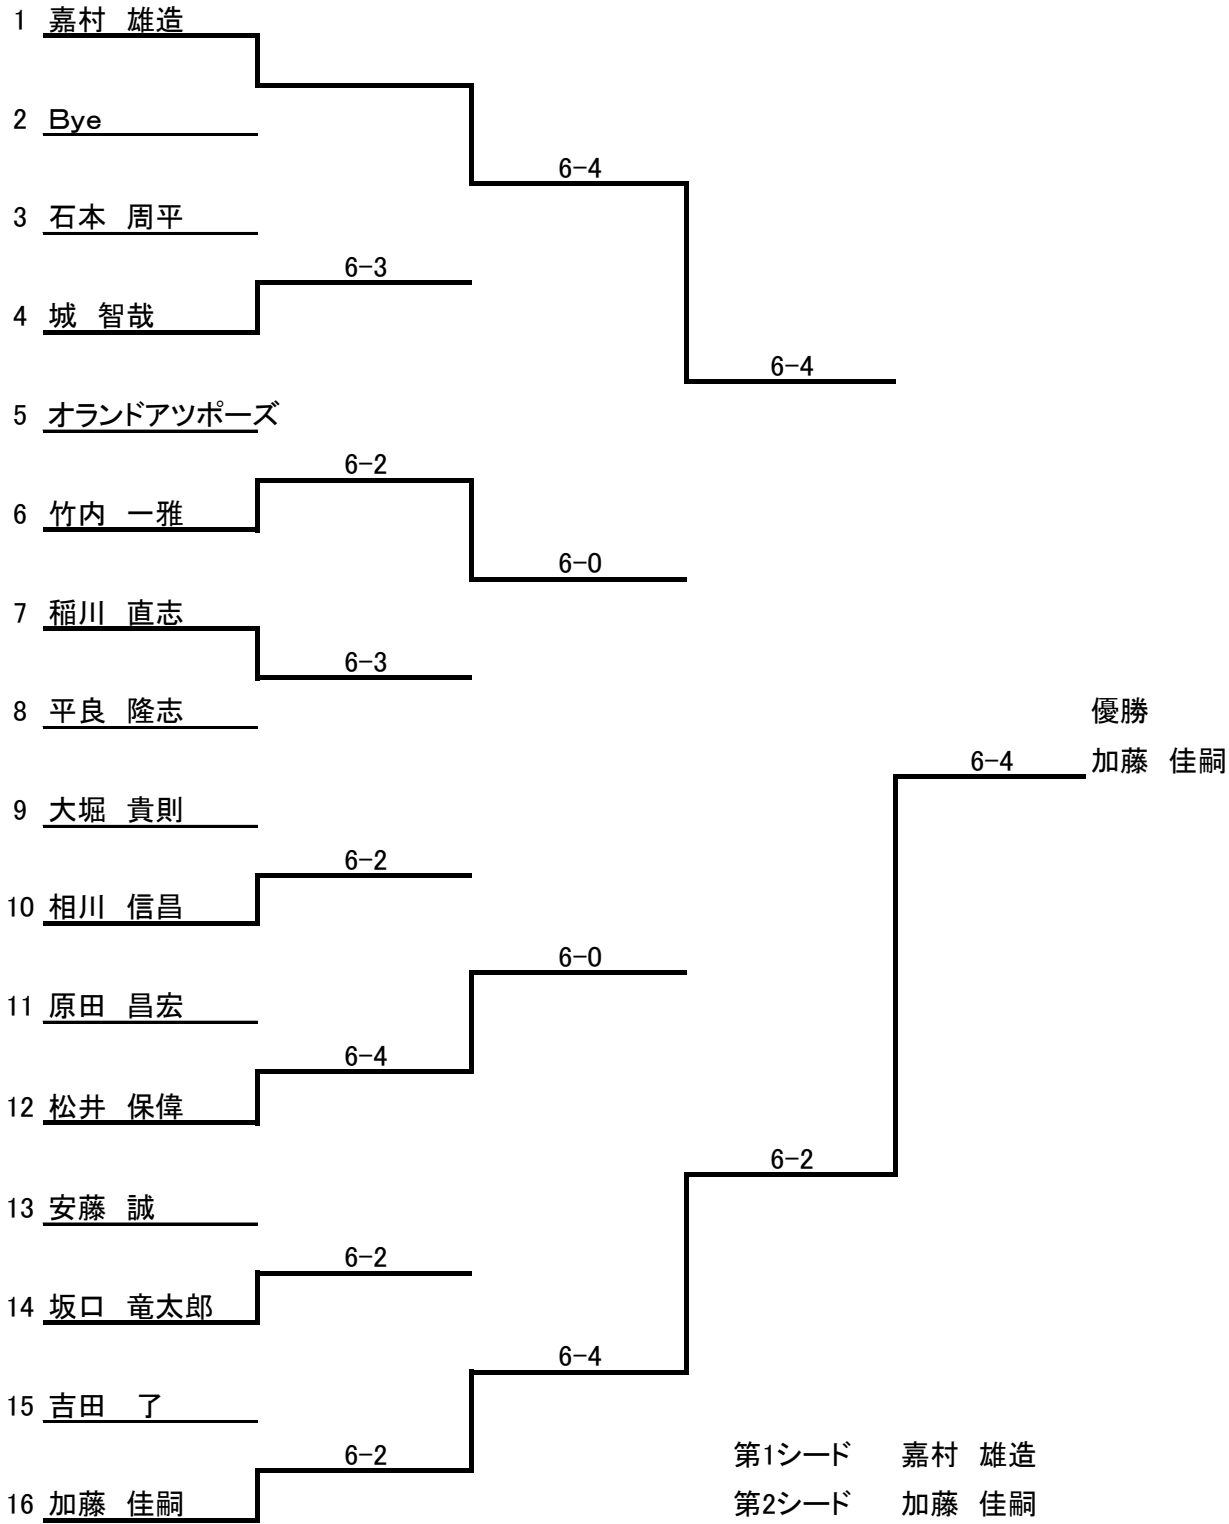 1 嘉村 雄造
2 Bye
6-4
3 石本 周平
6-3
4 城 智哉
6-4
5 オランドアツポーズ
6-2
6 竹内 一雅
6-0
7 稲川 直志
6-3
8 平良 隆志
優勝
6-4 加藤 佳嗣
9 大堀 貴則
6-2
10 相川 信昌
6-0
11 原田 昌宏
6-4
12 松井 保偉
6-2
13 安藤 誠
6-2
14 坂口 竜太郎
6-4
15 吉田 了
6-2
第1シード 嘉村 雄造
16 加藤 佳嗣
第2シード 加藤 佳嗣